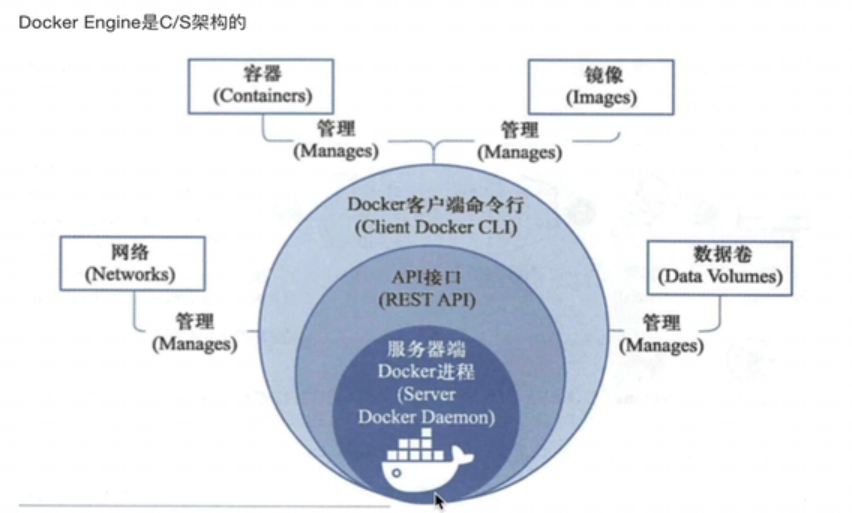 Docker Engine是C/S架构的
容器
(Containers)
镜像
(Images)
管理
(Manages)
管理
(Manages)
Docker客户端命令行
(Client Docker CLI)
网络
(Networks)
数据卷
(Data Volumes)
API接口
(REST API)
管理
(Manages)
管理
(Manages)
服务器端
Docker进程
(Server
Docker Daemon)